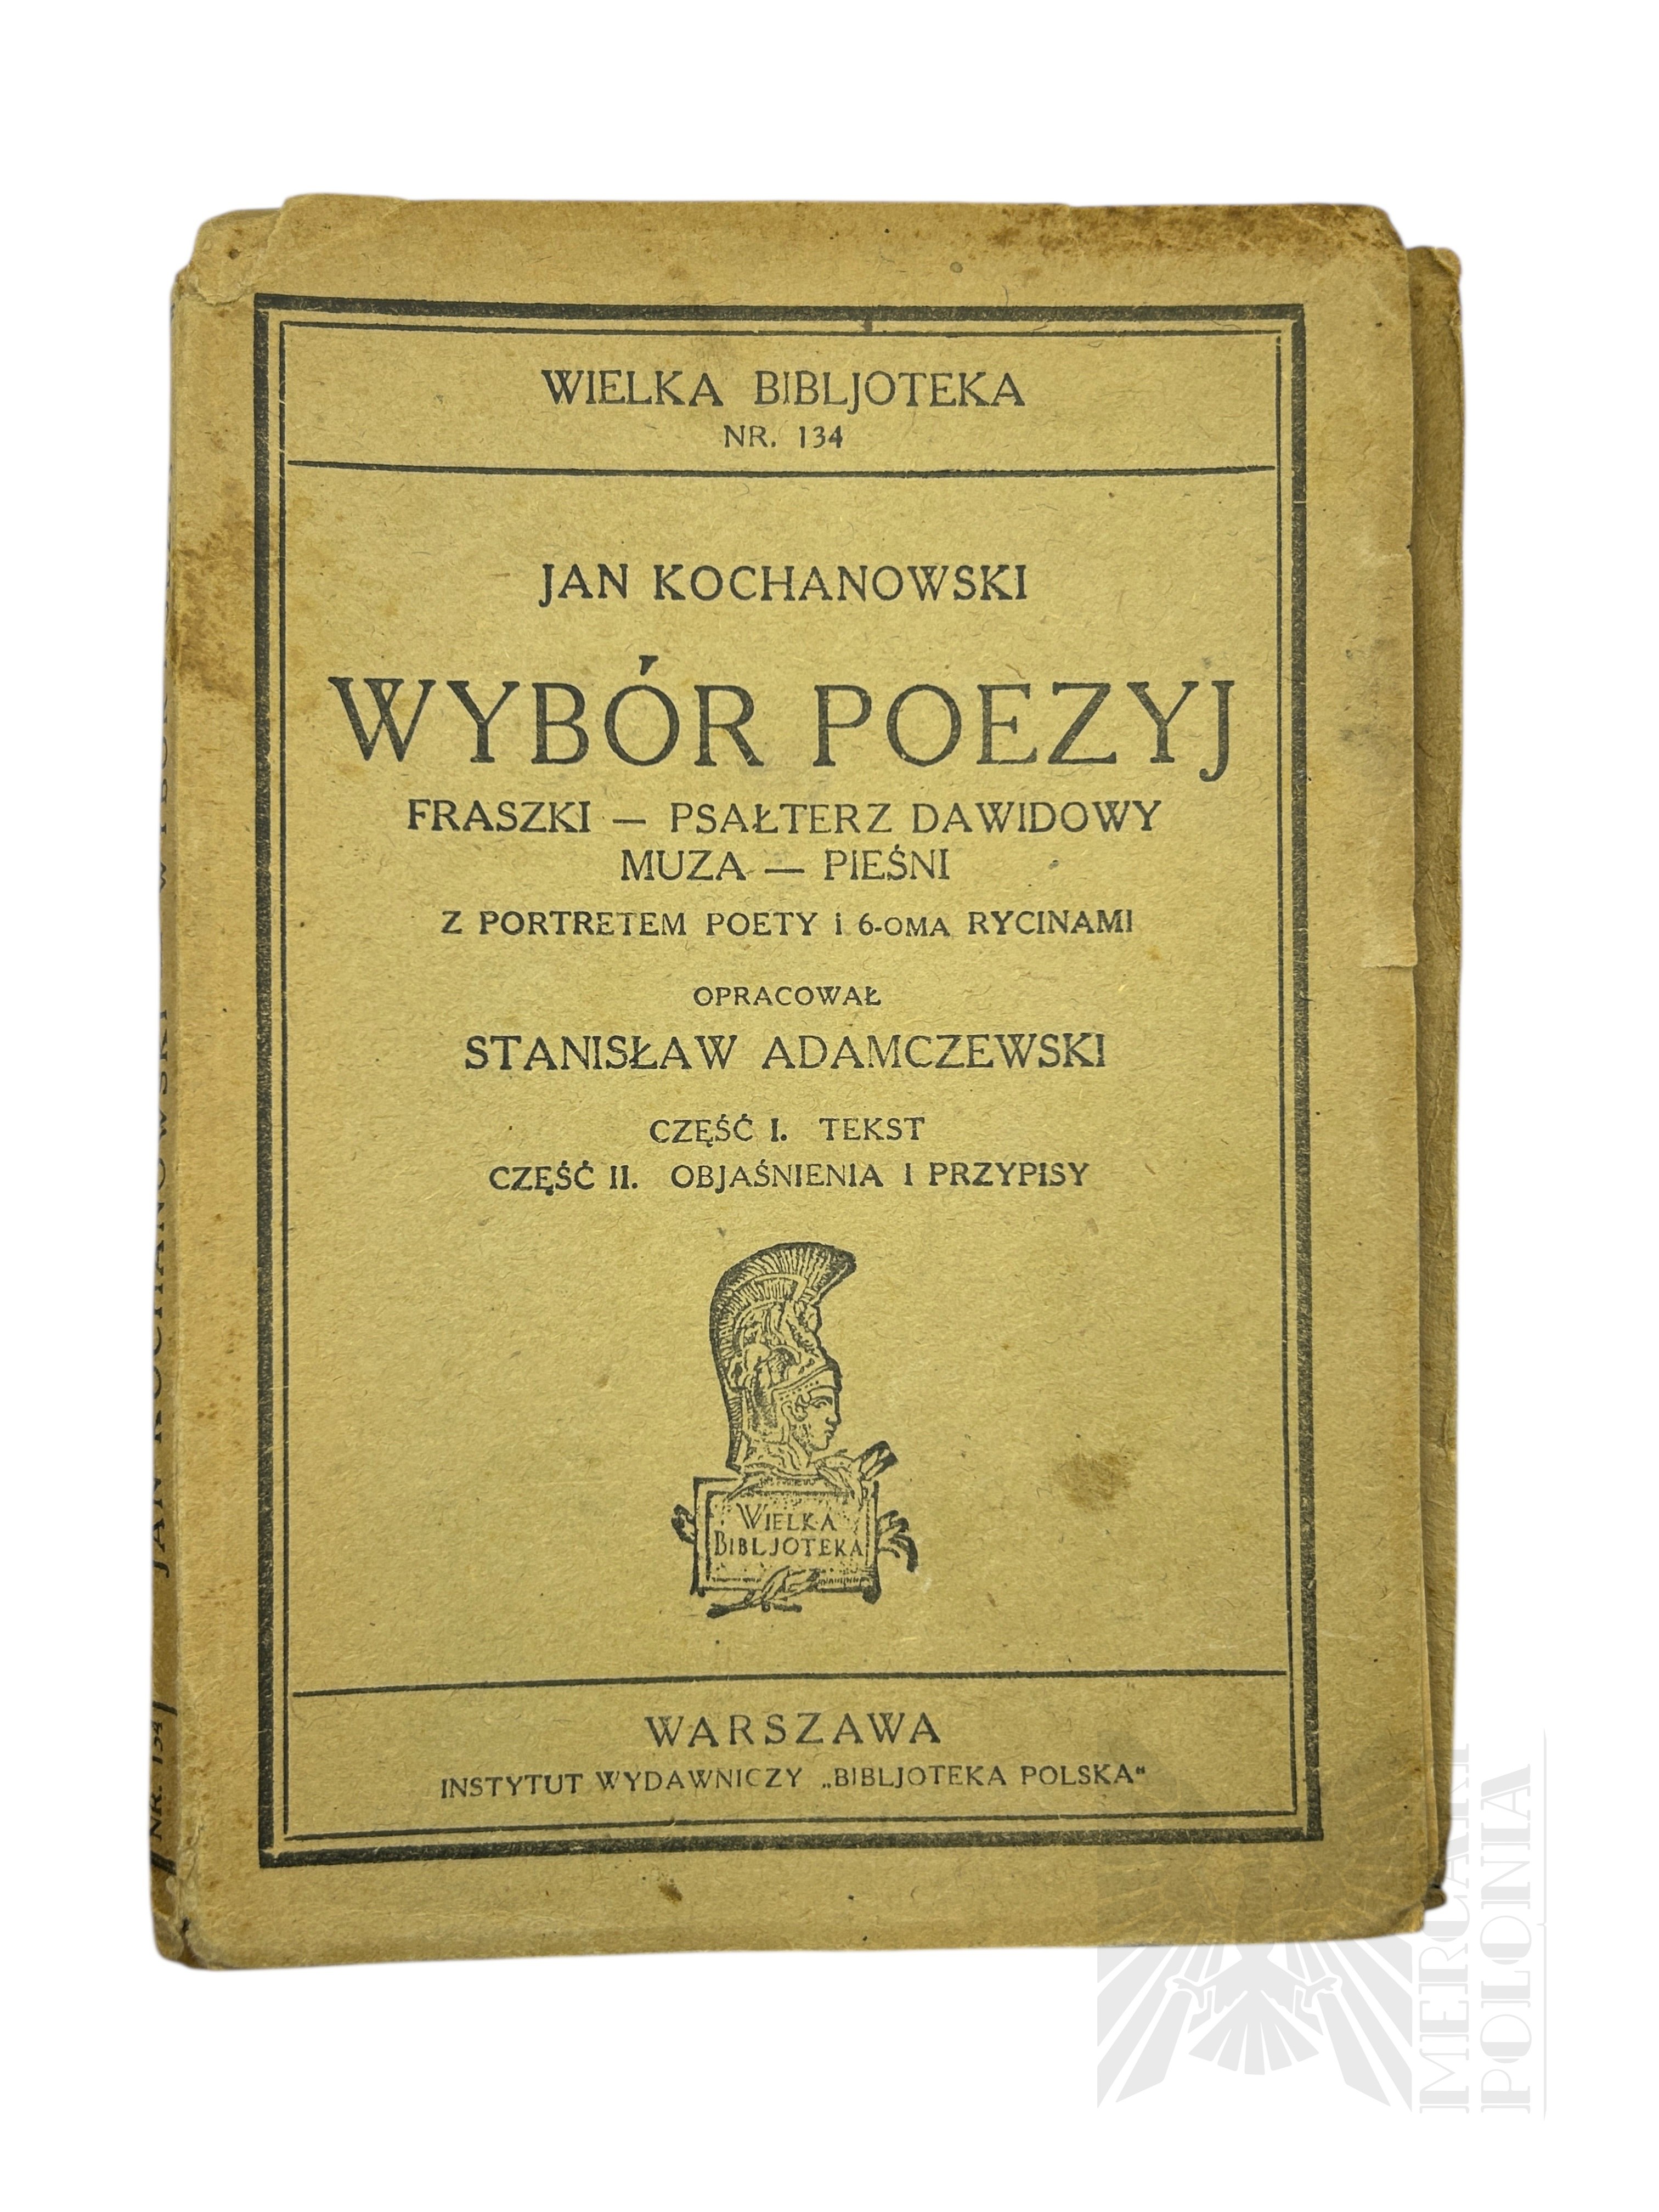 WIELKA BIBLJOTEKA
NR. 134
JAN KOCHANOWSKI
WYBÓR POEZYJ
FRASZKI — PSAŁTERZ DAWIDOWY
MUZA — PIEŚNI
Z PORTRETEM POETY i 6-OMA RYCINAMI
OPRACOWAŁ
STANISŁAW ADAMCZEWSKI
CZĘŚĆ I. TEKST
CZĘŚĆ II. OBJAŚNIENIA I PRZYPISY
WIELKA
BIBLJOTEKA
WARSZAWA
INSTYTUT WYDAWNICZY „BIBLJOTEKA POLSKA“
JAN KOCHANOWSKI
NR. 134
MERCARI
POLONIA